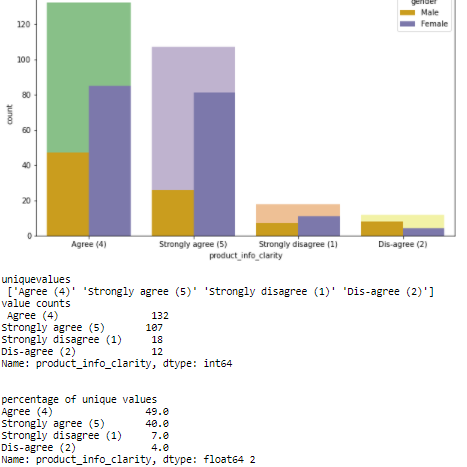 gender
Male
Female
120
100
80
60
40
20
0
count
Agree (4) Strongly agree (5) Strongly disagree (1) Dis-agree (2)
product_info_clarity
uniquevalues
['Agree (4)' 'Strongly agree (5)' 'Strongly disagree (1)' 'Dis-agree (2)']
value counts
Agree (4) 132
Strongly agree (5) 107
Strongly disagree (1) 18
Dis-agree (2) 12
Name: product_info_clarity, dtype: int64
percentage of unique values
Agree (4) 49.0
Strongly agree (5) 40.0
Strongly disagree (1) 7.0
Dis-agree (2) 4.0
Name: product_info_clarity, dtype: float64 2